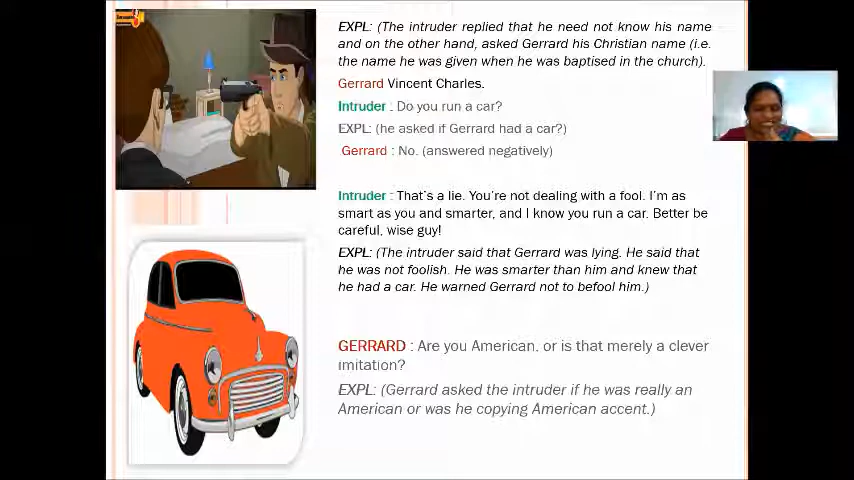 EXPL: (The intruder replied that he need not know his name
and on the other hand, asked Gerrard his Christian name (i.e.
the name he was given when he was baptised in the church).
Gerrard Vincent Charles.
Intruder : Do you run a car?
EXPL: (he asked if Gerrard had a car?)
Gerrard : No. (answered negatively)
Intruder : That's a lie. You're not dealing with a fool. I'm as
smart as you and smarter, and I know you run a car. Better be
careful, wise guy!
EXPL: (The intruder said that Gerrard was lying. He said that
he was not foolish. He was smarter than him and knew that
he had a car. He warned Gerrard not to befool him.)
GERRARD : Are you American, or is that merely a clever
imitation?
EXPL: (Gerrard asked the intruder if he was really an
American or was he copying American accent.)